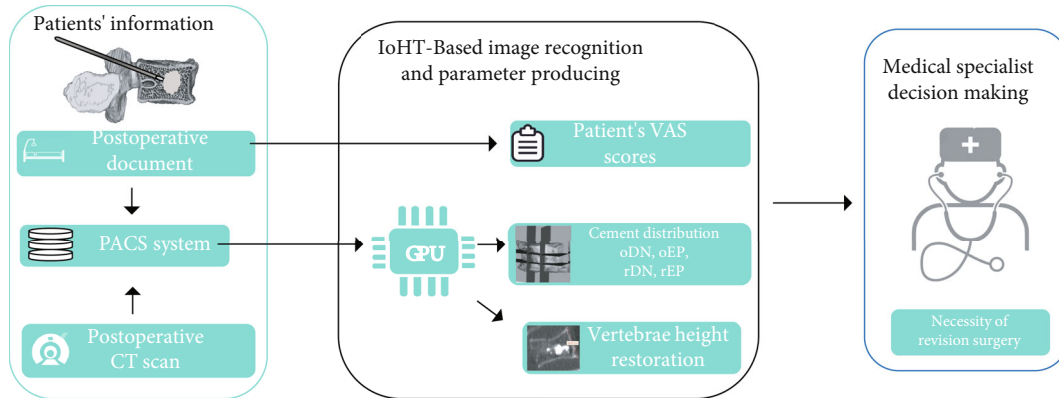 Patients' information
Postoperative
document
PACS system
Postoperative
CT scan
IoHT-Based image recognition
and parameter producing
Patient's VAS
scores
GPU
Cement distribution
oDN, oEP,
rDN, rEP
Vertebrae height
restoration
Medical specialist
decision making
Necessity of
revision surgery